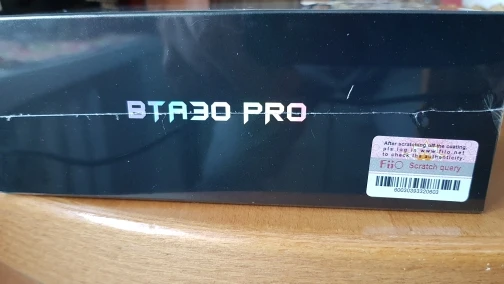 BTA30 PRO
After scratching off the coating,
pls log in www.fiio.net
to check the authenticity.
FiiO Scratch query